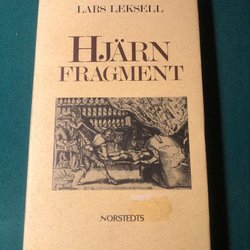 LARS LEKSELL
HJÄRN
FRAGMENT
NORSTEDTS